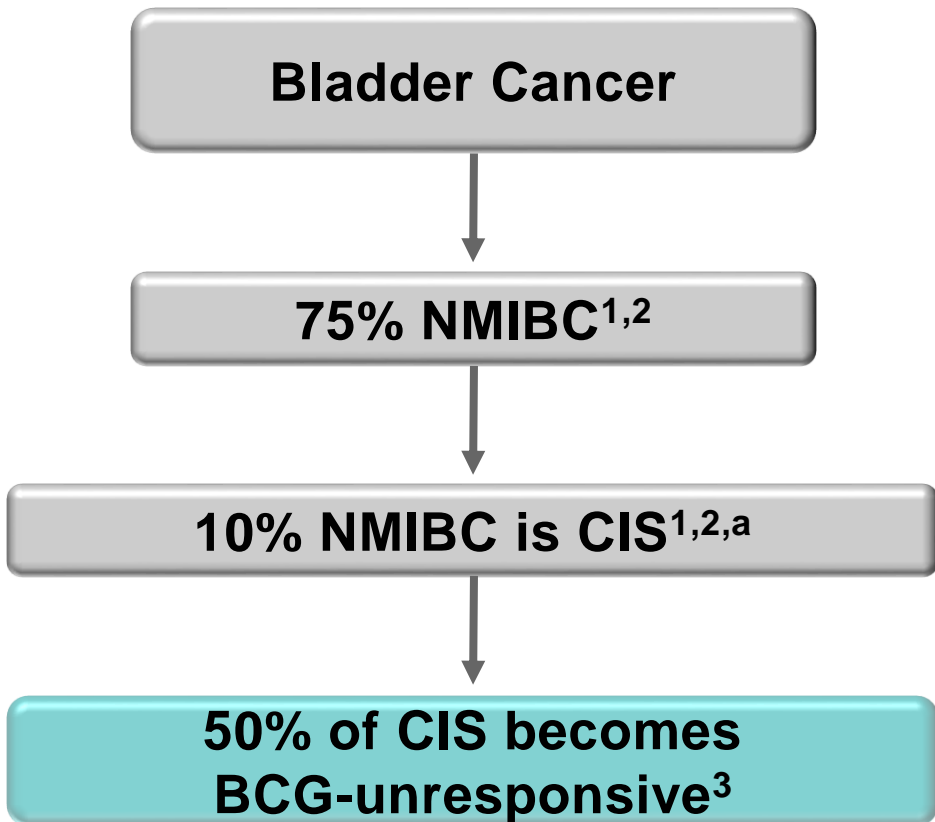 Bladder Cancer
75% NMIBC1,2
10% NMIBC is CIS1,2,a
50% of CIS becomes
BCG-unresponsive3